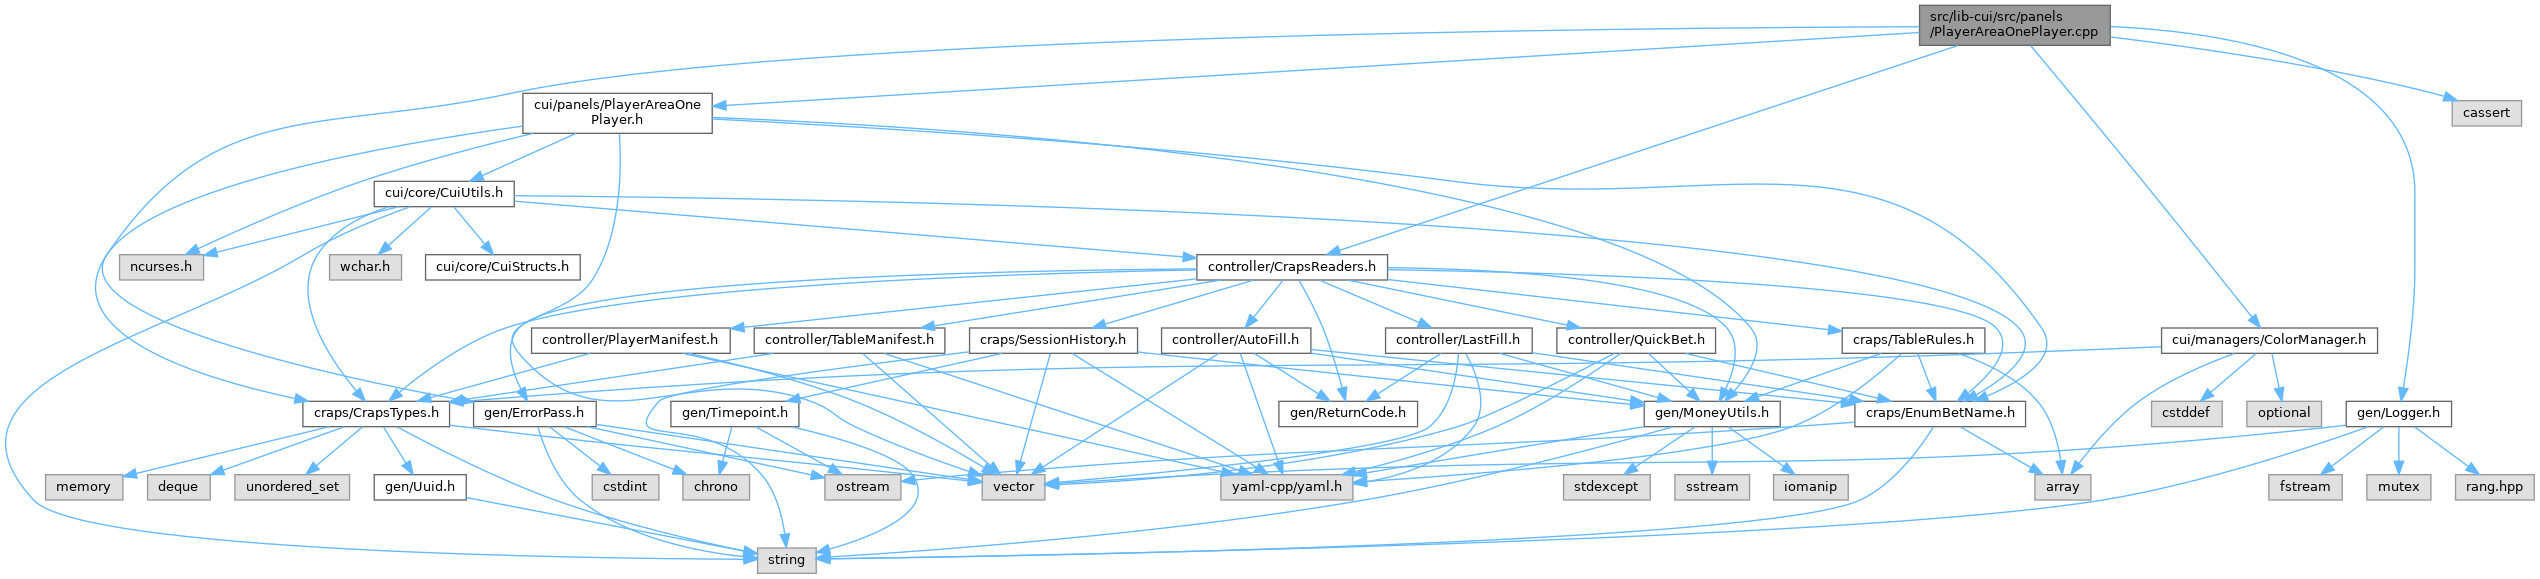 src/lib-cui/src/panels
/PlayerAreaOnePlayer.cpp
cui/panels/PlayerAreaOne
Player.h
cassert
cui/core/CuiUtils.h
ncurses.h
wchar.h
cui/core/CuiStructs.h
controller/CrapsReaders.h
controller/PlayerManifest.h
controller/TableManifest.h
craps/SessionHistory.h
controller/AutoFill.h
controller/LastFill.h
controller/QuickBet.h
craps/TableRules.h
cui/managers/ColorManager.h
craps/CrapsTypes.h
gen/ErrorPass.h
gen/Timepoint.h
gen/ReturnCode.h
gen/MoneyUtils.h
craps/EnumBetName.h
cstddef
optional
gen/Logger.h
memory
deque
unordered_set
gen/Uuid.h
cstdint
chrono
ostream
vector
yaml-cpp/yaml.h
stdexcept
sstream
iomanip
array
fstream
mutex
rang.hpp
string